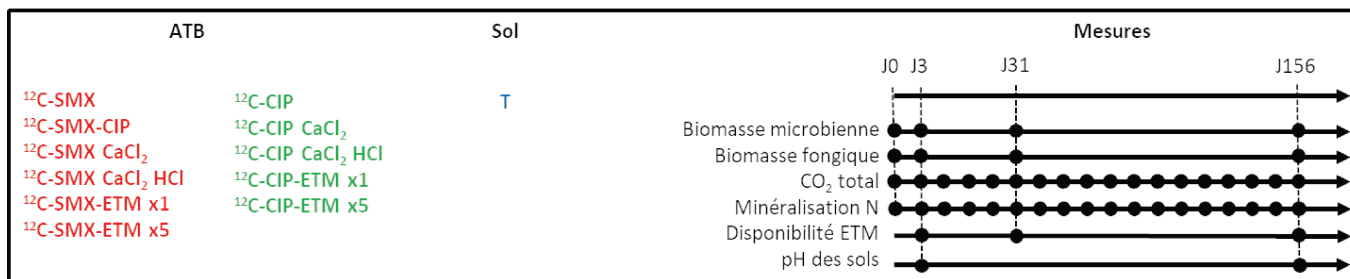 ATB Sol Mesures
J0 J3 J31 J156
¹²C-SMX ¹²C-CIP T
¹²C-SMX-CIP ¹²C-CIP CaCl₂ Biomasse microbienne
¹²C-SMX CaCl₂ ¹²C-CIP CaCl₂ HCl Biomasse fongique
¹²C-SMX CaCl₂ HCl ¹²C-CIP-ETM x1 CO₂ total
¹²C-SMX-ETM x1 ¹²C-CIP-ETM x5 Minéralisation N
¹²C-SMX-ETM x5 Disponibilité ETM
pH des sols